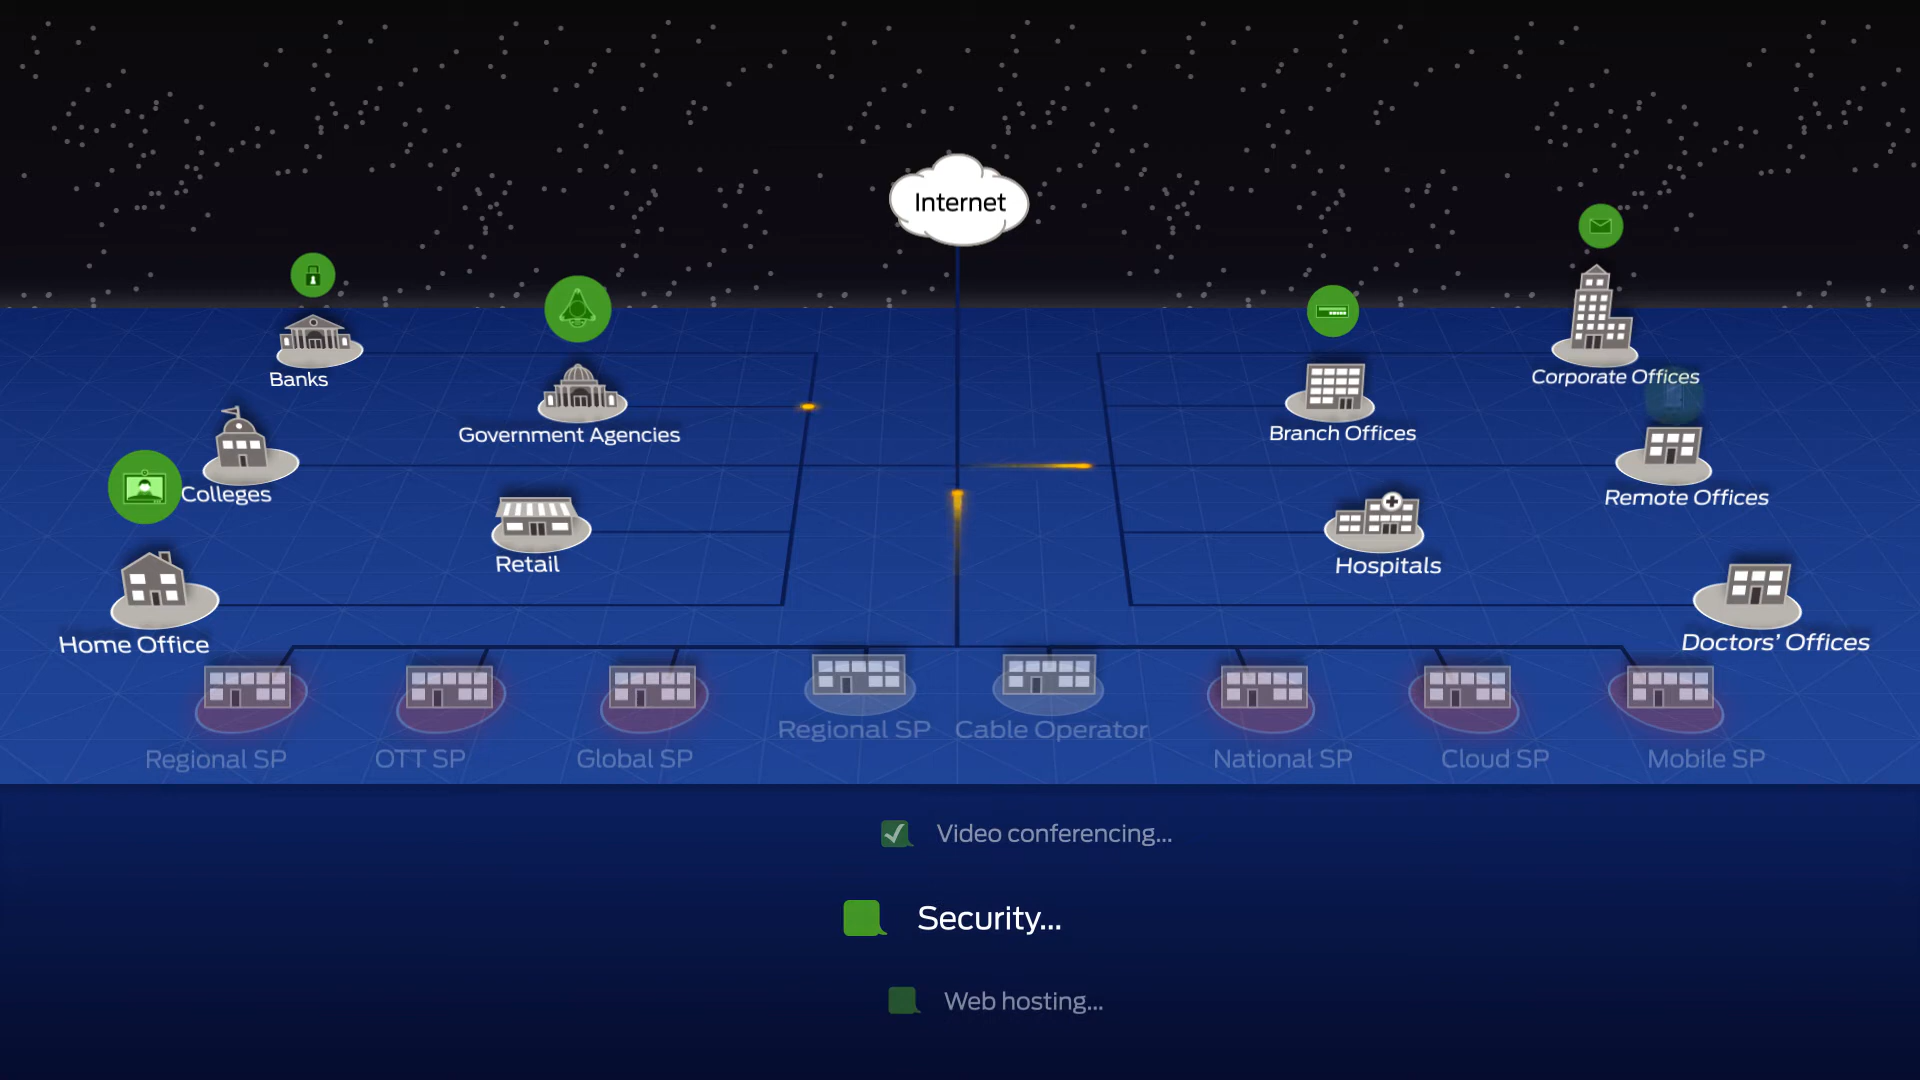 Internet
Banks
Government Agencies
Colleges
Retail
Home Office
Corporate Offices
Branch Offices
Remote Offices
Hospitals
Doctors' Offices
Regional SP
OTT SP
Global SP
Regional SP
Cable Operator
National SP
Cloud SP
Mobile SP
Video conferencing...
Security...
Web hosting...